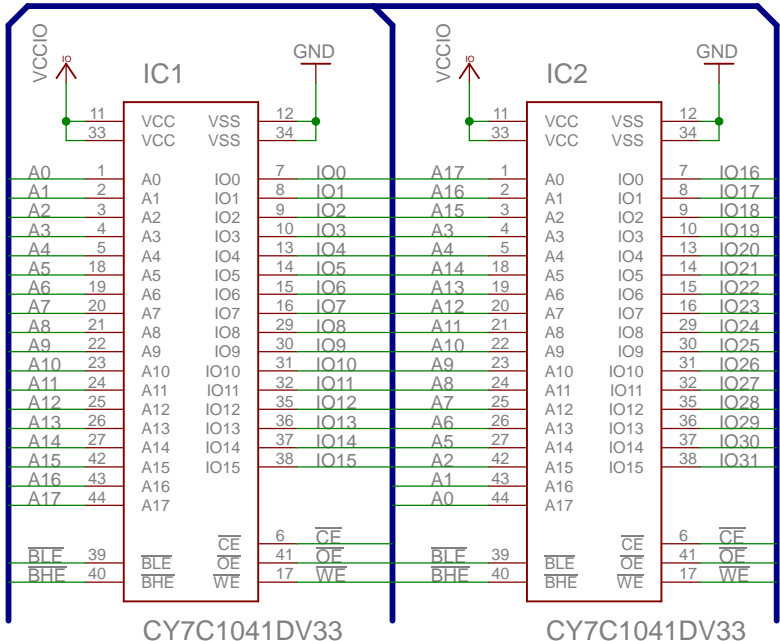 VCCIO IO IC1 GND VCCIO IO IC2 GND
11 VCC VSS 12 11 VCC VSS 12
33 VCC VSS 34 33 VCC VSS 34
A0 1 A0 IO0 7 IO0 A17 1 A0 IO0 7 IO16
A1 2 A1 IO1 8 IO1 A16 2 A1 IO1 8 IO17
A2 3 A2 IO2 9 IO2 A15 3 A2 IO2 9 IO18
A3 4 A3 IO3 10 IO3 A3 4 A3 IO3 10 IO19
A4 5 A4 IO4 13 IO4 A4 5 A4 IO4 13 IO20
A5 18 A5 IO5 14 IO5 A14 18 A5 IO5 14 IO21
A6 19 A6 IO6 15 IO6 A13 19 A6 IO6 15 IO22
A7 20 A7 IO7 16 IO7 A12 20 A7 IO7 16 IO23
A8 21 A8 IO8 29 IO8 A11 21 A8 IO8 29 IO24
A9 22 A9 IO9 30 IO9 A10 22 A9 IO9 30 IO25
A10 23 A10 IO10 31 IO10 A9 23 A10 IO10 31 IO26
A11 24 A11 IO11 32 IO11 A8 24 A11 IO11 32 IO27
A12 25 A12 IO12 35 IO12 A7 25 A12 IO12 35 IO28
A13 26 A13 IO13 36 IO13 A6 26 A13 IO13 36 IO29
A14 27 A14 IO14 37 IO14 A5 27 A14 IO14 37 IO30
A15 42 A15 IO15 38 IO15 A2 42 A15 IO15 38 IO31
A16 43 A16 A1 43 A16
A17 44 A17 A0 44 A17
CE 6 CE CE 6 CE
BLE 39 BLE OE 41 OE BLE 39 BLE OE 41 OE
BHE 40 BHE WE 17 WE BHE 40 BHE WE 17 WE
CY7C1041DV33 CY7C1041DV33